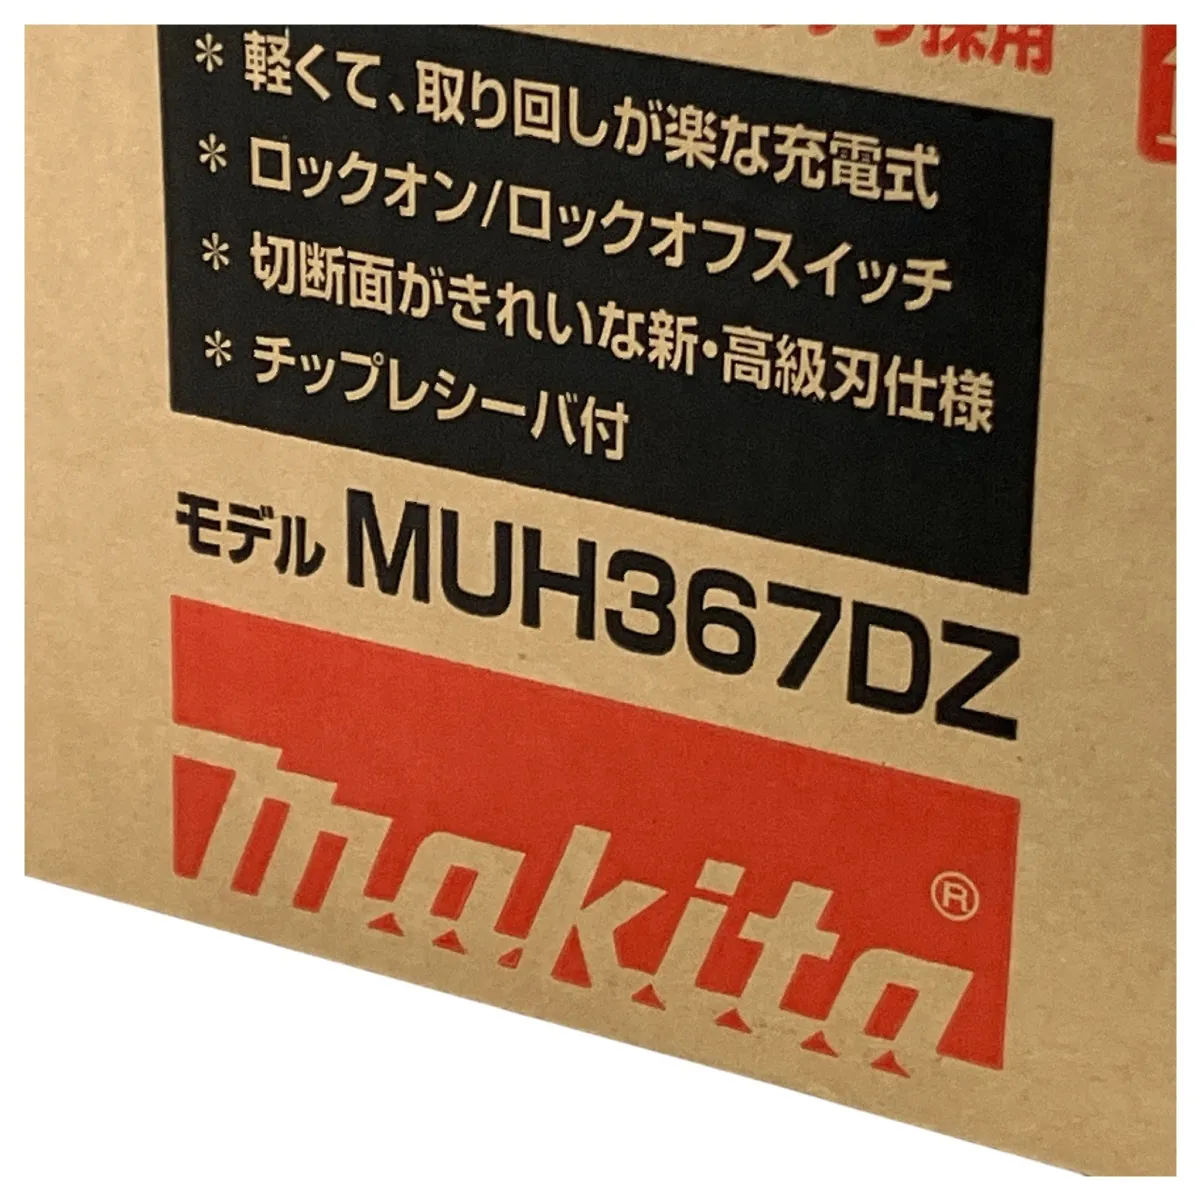 採用
* 軽くて、取り回しが楽な充電式
* ロックオン/ロックオフスイッチ
* 切断面がきれいな新・高級刃仕様
* チップレシーバ付
モデル MUH367DZ
makita®